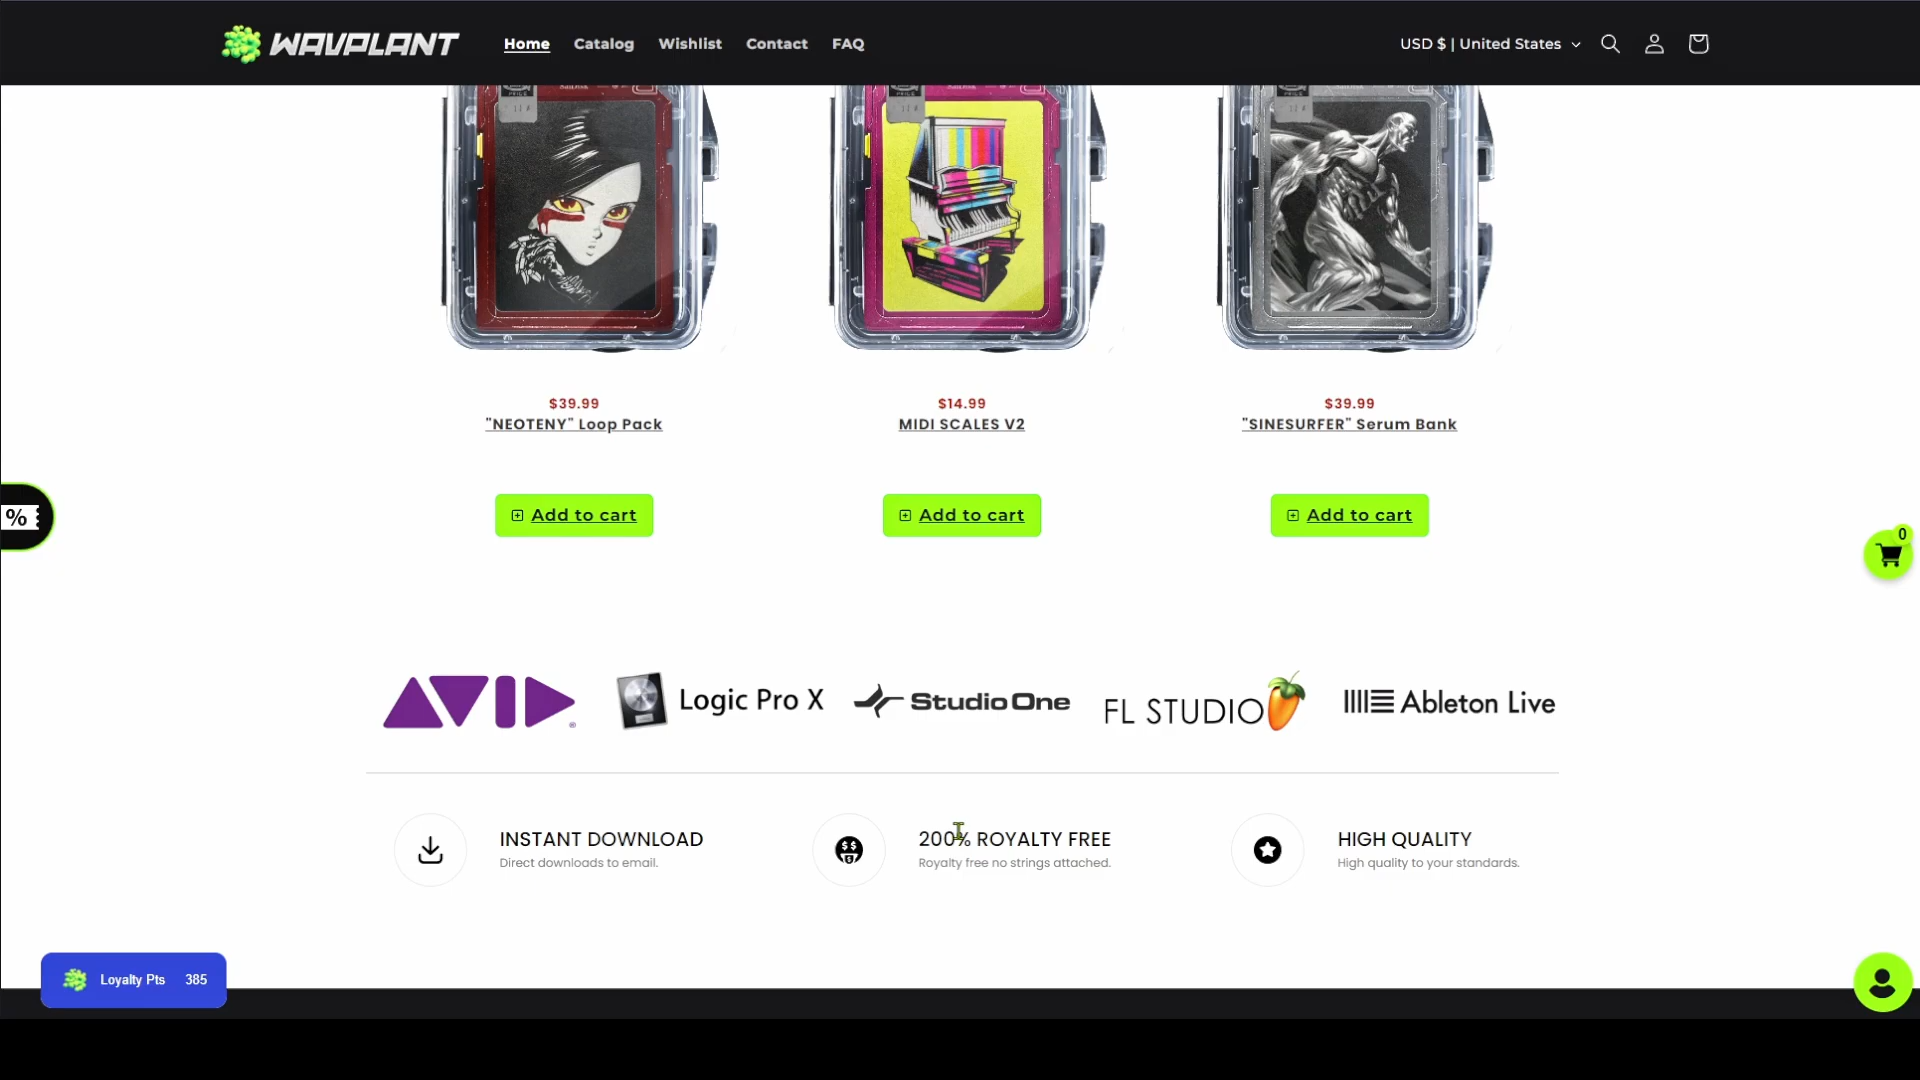 WAVPLANT
Home Catalog Wishlist Contact FAQ
USD $ | United States
$39.99
"NEOTENY" Loop Pack
$14.99
MIDI SCALES V2
$39.99
"SINESURFER" Serum Bank
Add to cart
Add to cart
Add to cart
%
0
AVID
Logic Pro X
Studio One
FL STUDIO
Ableton Live
INSTANT DOWNLOAD
Direct downloads to email.
200% ROYALTY FREE
Royalty free no strings attached.
HIGH QUALITY
High quality to your standards.
Loyalty Pts 385